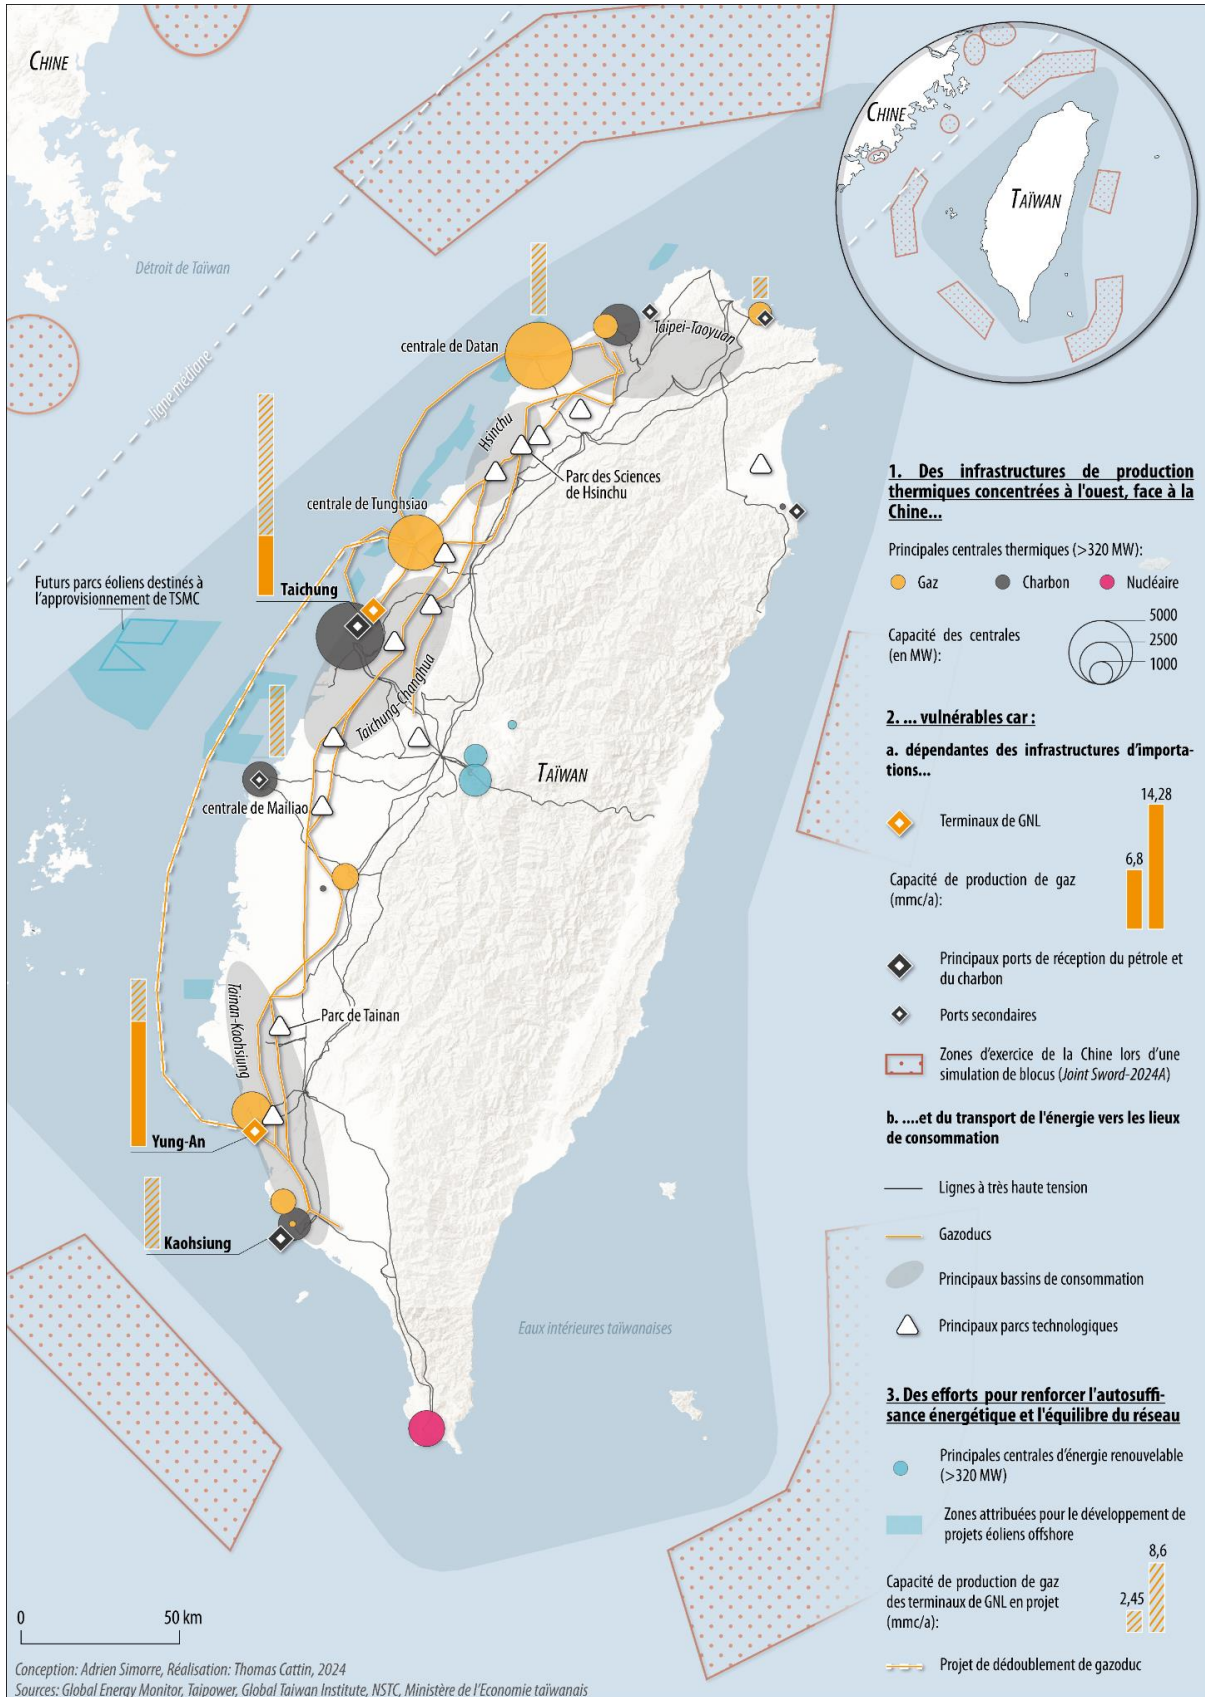 CHINE
Détroit de Taïwan
ligne médiane
CHINE
TAÏWAN
centrale de Datan
Taipei-Taoyuan
Hsinchu
Parc des Sciences
de Hsinchu
centrale de Tunghsiao
Futurs parcs éoliens destinés à
l'approvisionnement de TSMC
Taichung
Taichung-Changhua
TAÏWAN
centrale de Mailiao
Tainan-Kaohsiung
Parc de Tainan
Yung-An
Kaohsiung
Eaux intérieures taïwanaises
0 50 km
Conception: Adrien Simorre, Réalisation: Thomas Cattin, 2024
Sources: Global Energy Monitor, Taipower, Global Taiwan Institute, NSTC, Ministère de l'Economie taïwanais
1. Des infrastructures de production
thermiques concentrées à l'ouest, face à la
Chine...
Principales centrales thermiques (>320 MW):
Gaz Charbon Nucléaire
Capacité des centrales
(en MW):
5000
2500
1000
2. ... vulnérables car :
a. dépendantes des infrastructures d'importa-
tions...
Terminaux de GNL
Capacité de production de gaz
(mmc/a):
6,8
14,28
Principaux ports de réception du pétrole et
du charbon
Ports secondaires
Zones d'exercice de la Chine lors d'une
simulation de blocus (Joint Sword-2024A)
b. ....et du transport de l'énergie vers les lieux
de consommation
Lignes à très haute tension
Gazoducs
Principaux bassins de consommation
Principaux parcs technologiques
3. Des efforts pour renforcer l'autosuffi-
sance énergétique et l'équilibre du réseau
Principales centrales d'énergie renouvelable
(>320 MW)
Zones attribuées pour le développement de
projets éoliens offshore
Capacité de production de gaz
des terminaux de GNL en projet
(mmc/a):
2,45
8,6
Projet de dédoublement de gazoduc